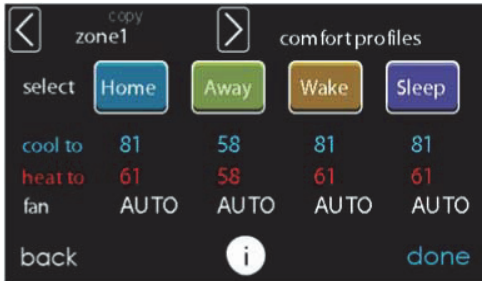 copy
< zone1 > comfort profiles
select Home Away Wake Sleep
cool to 81 58 81 81
heat to 61 58 61 61
fan AUTO AUTO AUTO AUTO
back i done